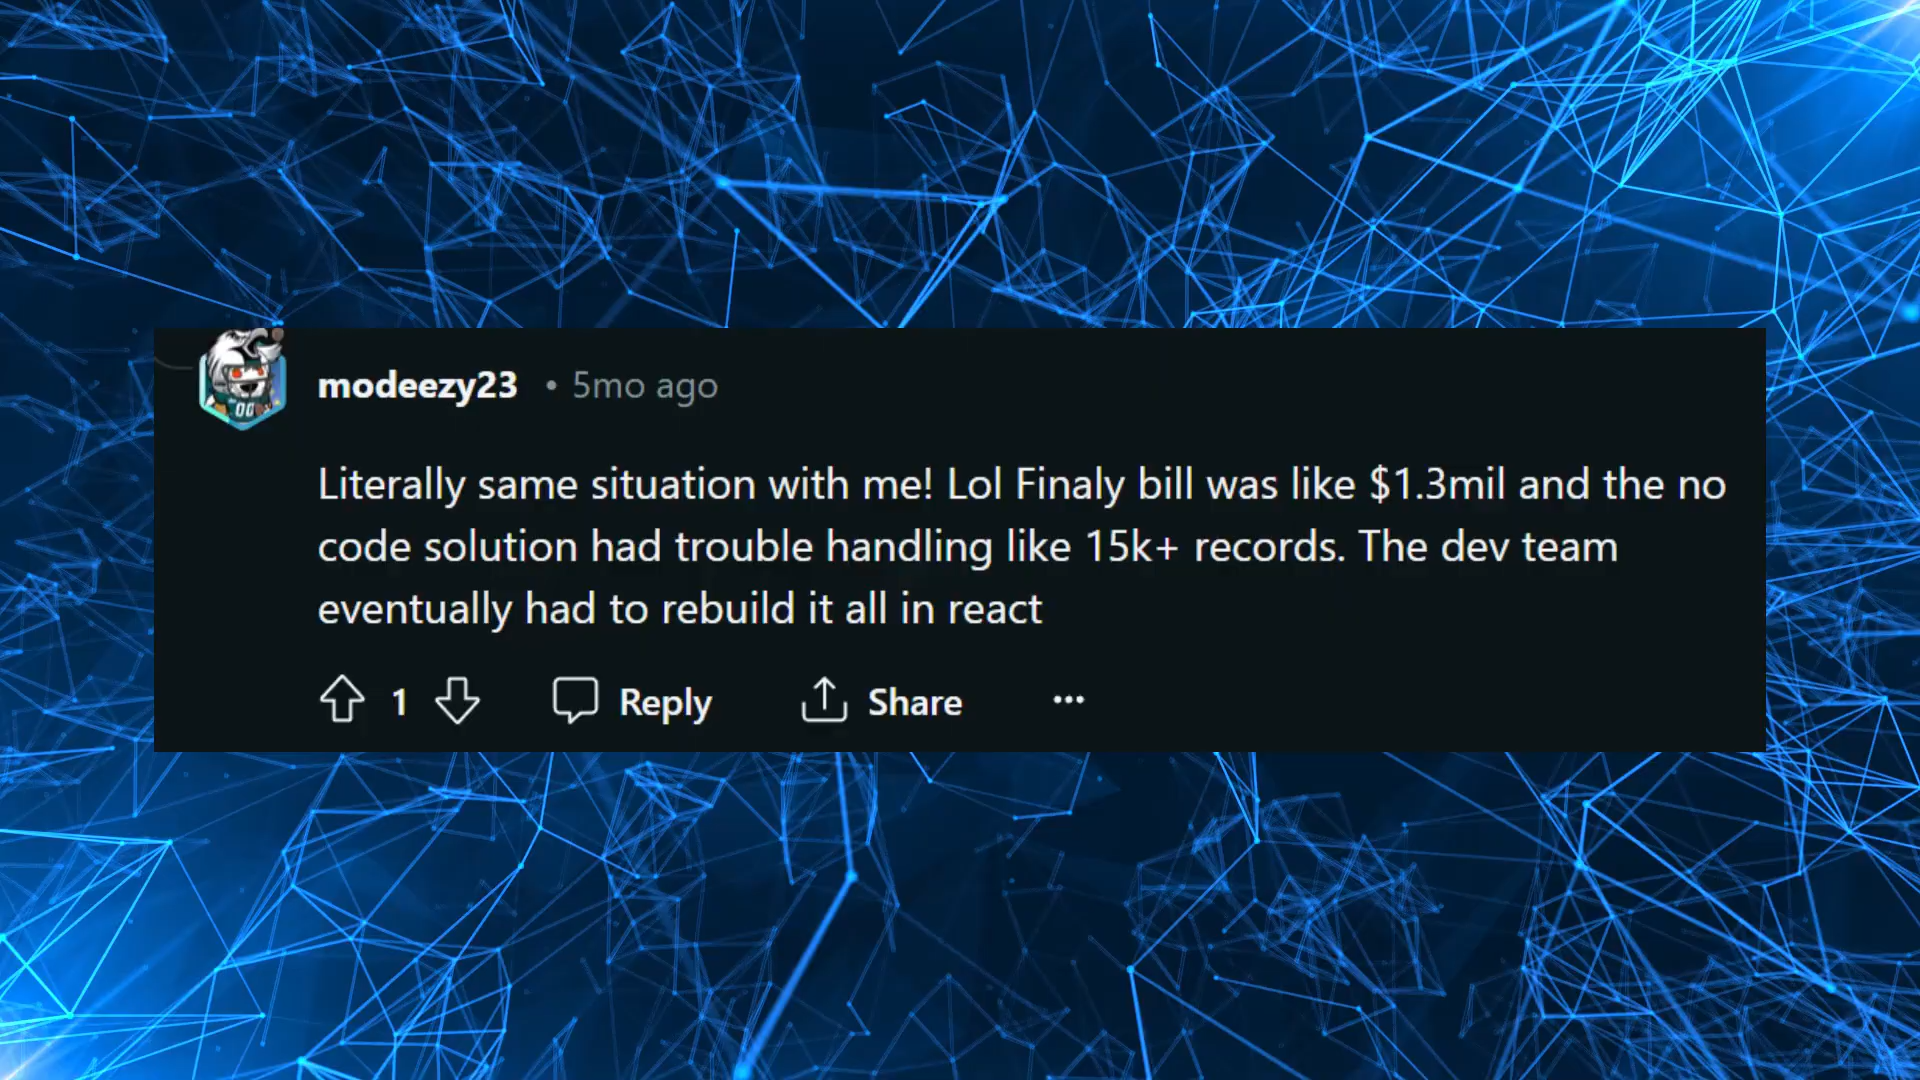 modeezy23 • 5mo ago
Literally same situation with me! Lol Finaly bill was like $1.3mil and the no
code solution had trouble handling like 15k+ records. The dev team
eventually had to rebuild it all in react
1 Reply Share ...
00